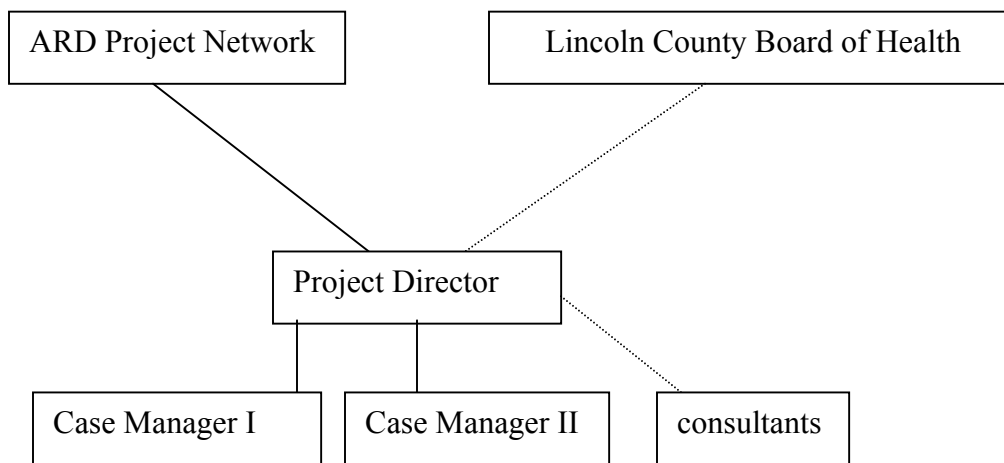 ARD Project Network
Lincoln County Board of Health
Project Director
Case Manager I
Case Manager II
consultants